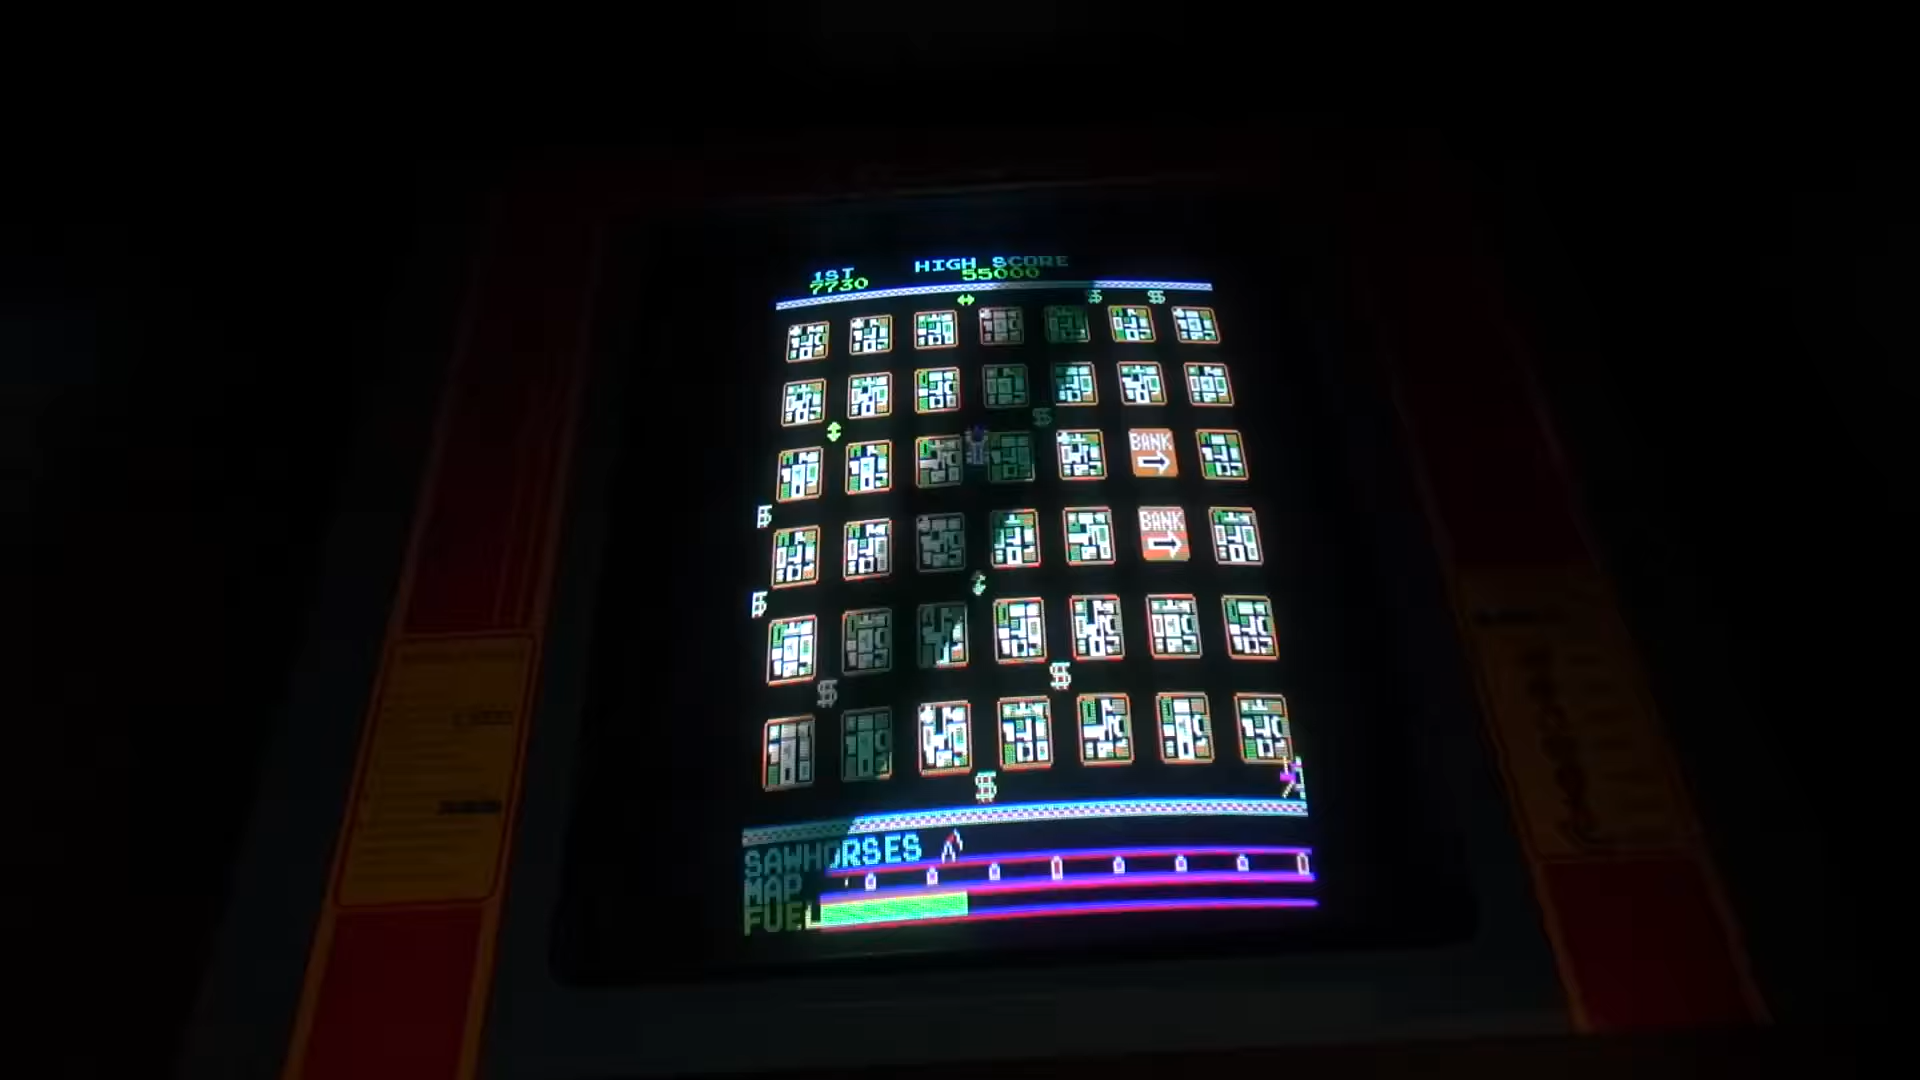 1ST HIGH SCORE
7730 55000
$ $
$
BANK
$
BANK
$
$ $
$
SAWHORSES
MAP
FUEL